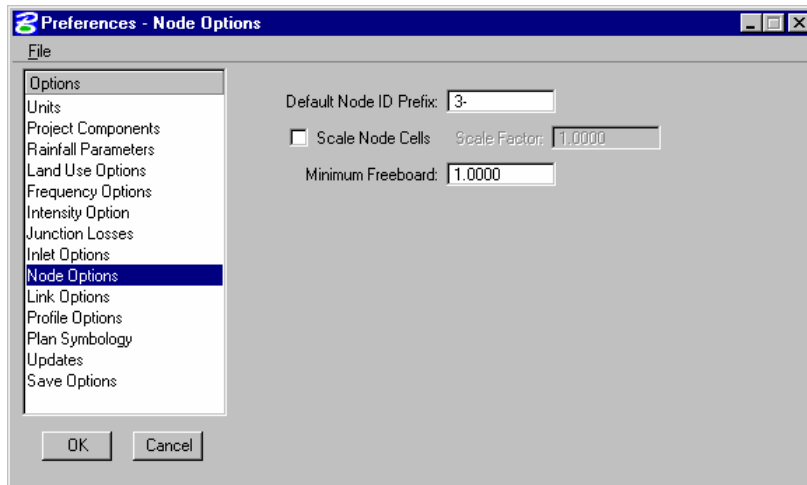 Preferences - Node Options
File
Options
Units
Project Components
Rainfall Parameters
Land Use Options
Frequency Options
Intensity Option
Junction Losses
Inlet Options
Node Options
Link Options
Profile Options
Plan Symbology
Updates
Save Options
Default Node ID Prefix: 3-
Scale Node Cells Scale Factor: 1.0000
Minimum Freeboard: 1.0000
OK Cancel